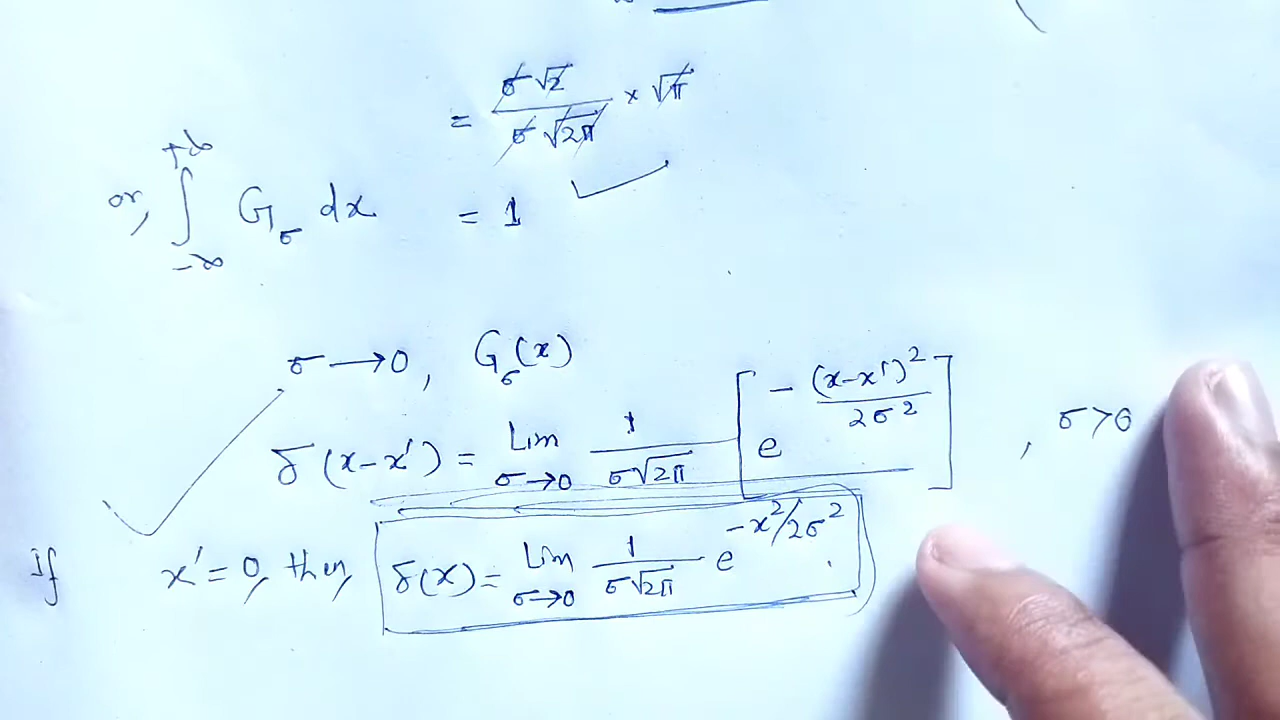 = σ√2 / σ√2π × √π
or, ∫_{-∞}^{+∞} G_σ dx = 1
σ → 0, G_σ(x)
δ(x-x') = Lim_{σ→0} 1/σ√2π [e^{-(x-x')²/2σ²}], σ>0
If x'=0, then, δ(x) = Lim_{σ→0} 1/σ√2π e^{-x²/2σ²}